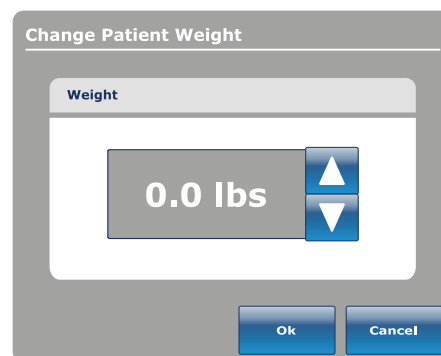 Change Patient Weight
Weight
0.0 lbs
Ok
Cancel